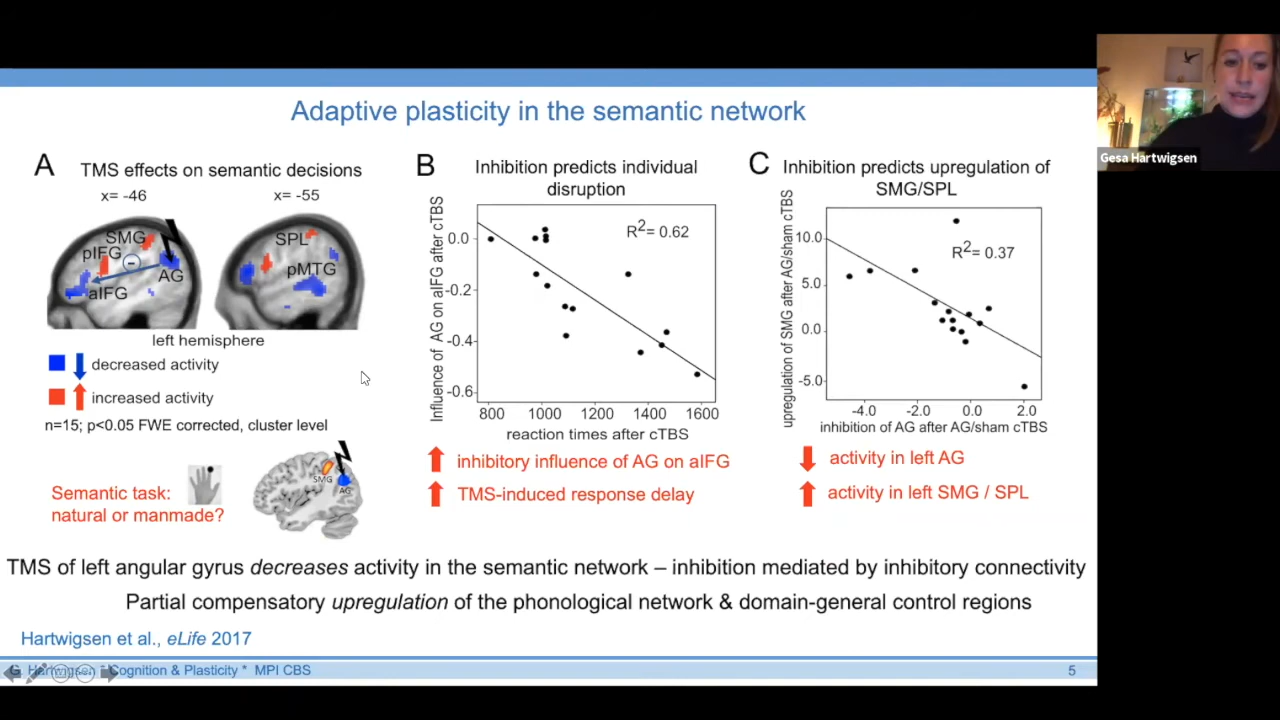 Adaptive plasticity in the semantic network
Gesa Hartwigsen
A
TMS effects on semantic decisions
x= -46
x= -55
SMG
pIFG
AG
aIFG
SPL
pMTG
left hemisphere
decreased activity
increased activity
n=15; p<0.05 FWE corrected, cluster level
Semantic task:
natural or manmade?
SMG
AG
B
Inhibition predicts individual
disruption
R2= 0.62
Influence of AG on aIFG after cTBS
0.0
-0.2
-0.4
-0.6
800 1000 1200 1400 1600
reaction times after cTBS
inhibitory influence of AG on aIFG
TMS-induced response delay
C
Inhibition predicts upregulation of
SMG/SPL
R2= 0.37
upregulation of SMG after AG/sham cTBS
10.0
5.0
0.0
-5.0
-4.0 -2.0 0.0 2.0
inhibition of AG after AG/sham cTBS
activity in left AG
activity in left SMG / SPL
TMS of left angular gyrus decreases activity in the semantic network – inhibition mediated by inhibitory connectivity
Partial compensatory upregulation of the phonological network & domain-general control regions
Hartwigsen et al., eLife 2017
G. Hartwigsen * Cognition & Plasticity * MPI CBS
5